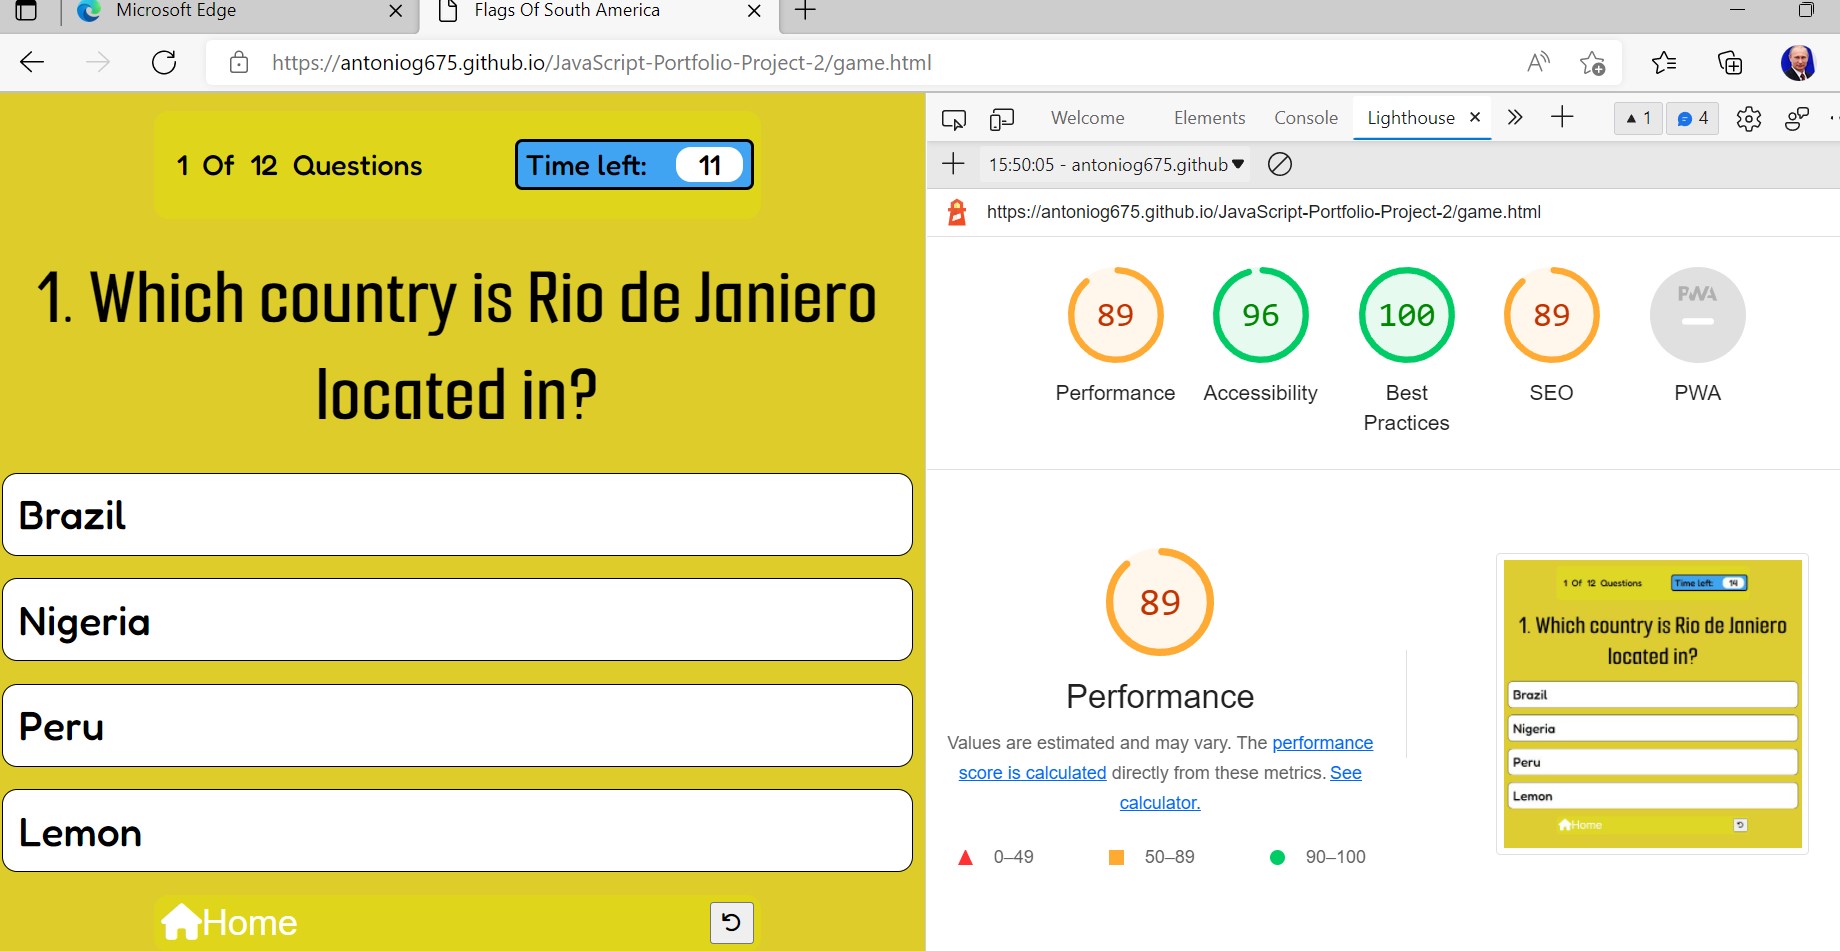 Microsoft Edge
Flags Of South America
https://antoniog675.github.io/JavaScript-Portfolio-Project-2/game.html
1 Of 12 Questions
Time left: 11
1. Which country is Rio de Janiero
located in?
Brazil
Nigeria
Peru
Lemon
Home
Welcome
Elements
Console
Lighthouse
1
4
15:50:05 - antoniog675.github
https://antoniog675.github.io/JavaScript-Portfolio-Project-2/game.html
89
96
100
89
PWA
Performance
Accessibility
Best
Practices
SEO
PWA
89
Performance
Values are estimated and may vary. The performance
score is calculated directly from these metrics. See
calculator.
0–49
50–89
90–100
1 Of 12 Questions
Time left: 14
1. Which country is Rio de Janiero
located in?
Brazil
Nigeria
Peru
Lemon
Home